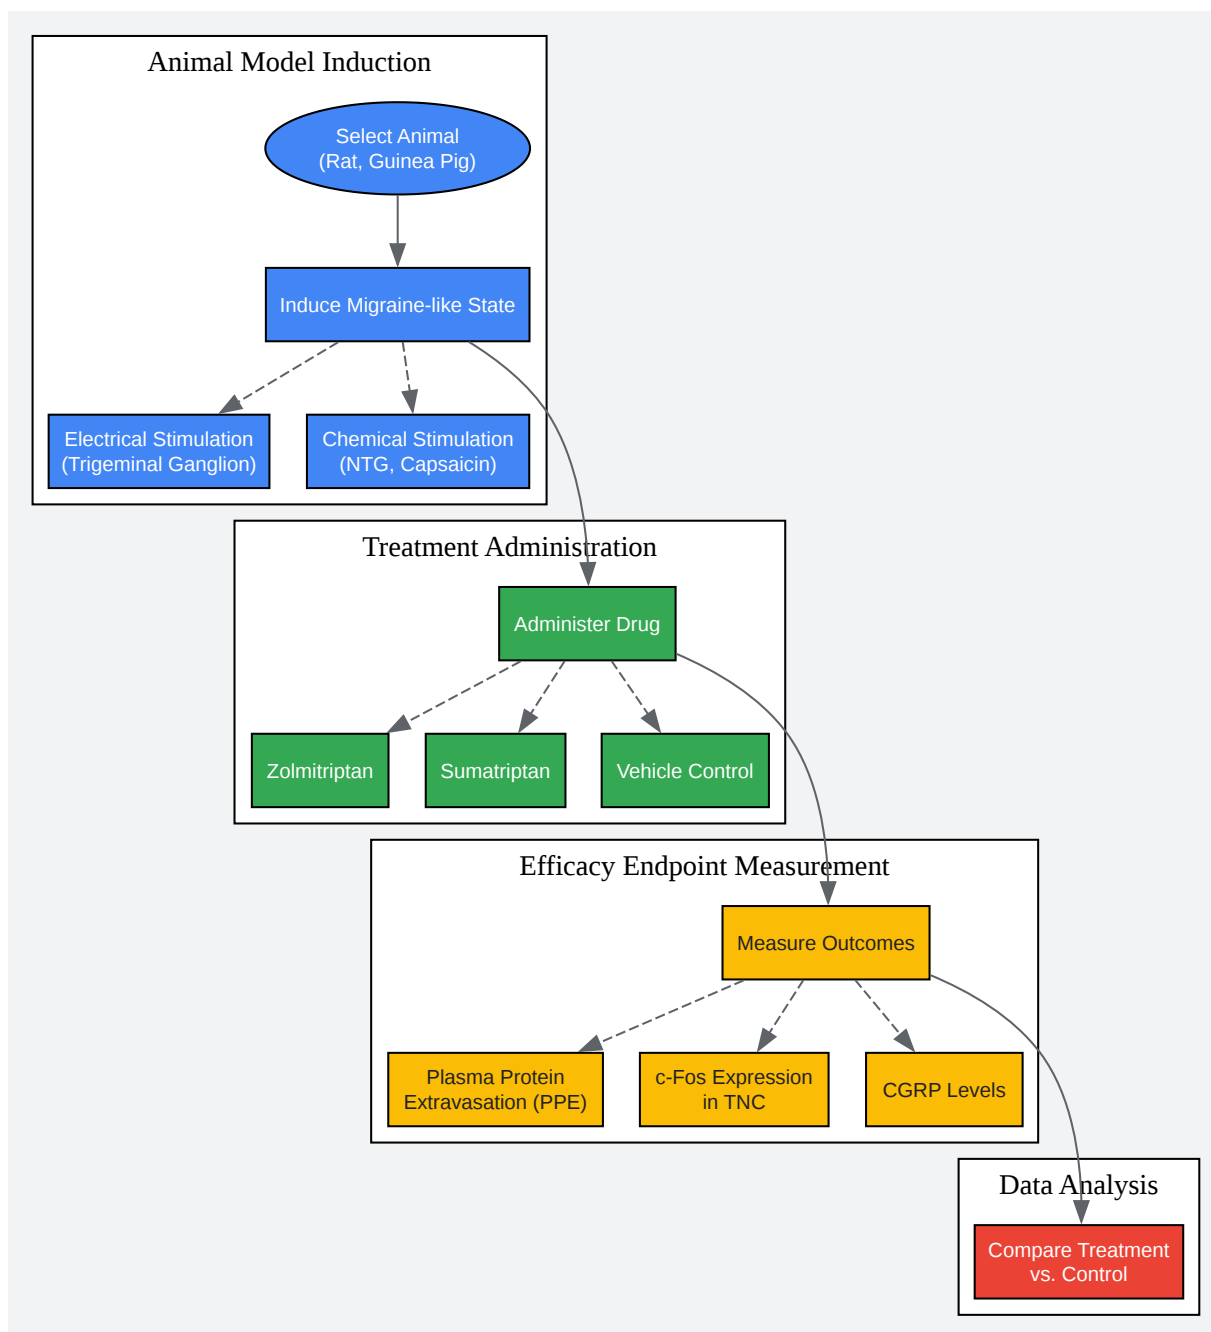 Animal Model Induction
Select Animal
(Rat, Guinea Pig)
Induce Migraine-like State
Electrical Stimulation
(Trigeminal Ganglion)
Chemical Stimulation
(NTG, Capsaicin)
Treatment Administration
Administer Drug
Zolmitriptan
Sumatriptan
Vehicle Control
Efficacy Endpoint Measurement
Measure Outcomes
Plasma Protein
Extravasation (PPE)
c-Fos Expression
in TNC
CGRP Levels
Data Analysis
Compare Treatment
vs. Control